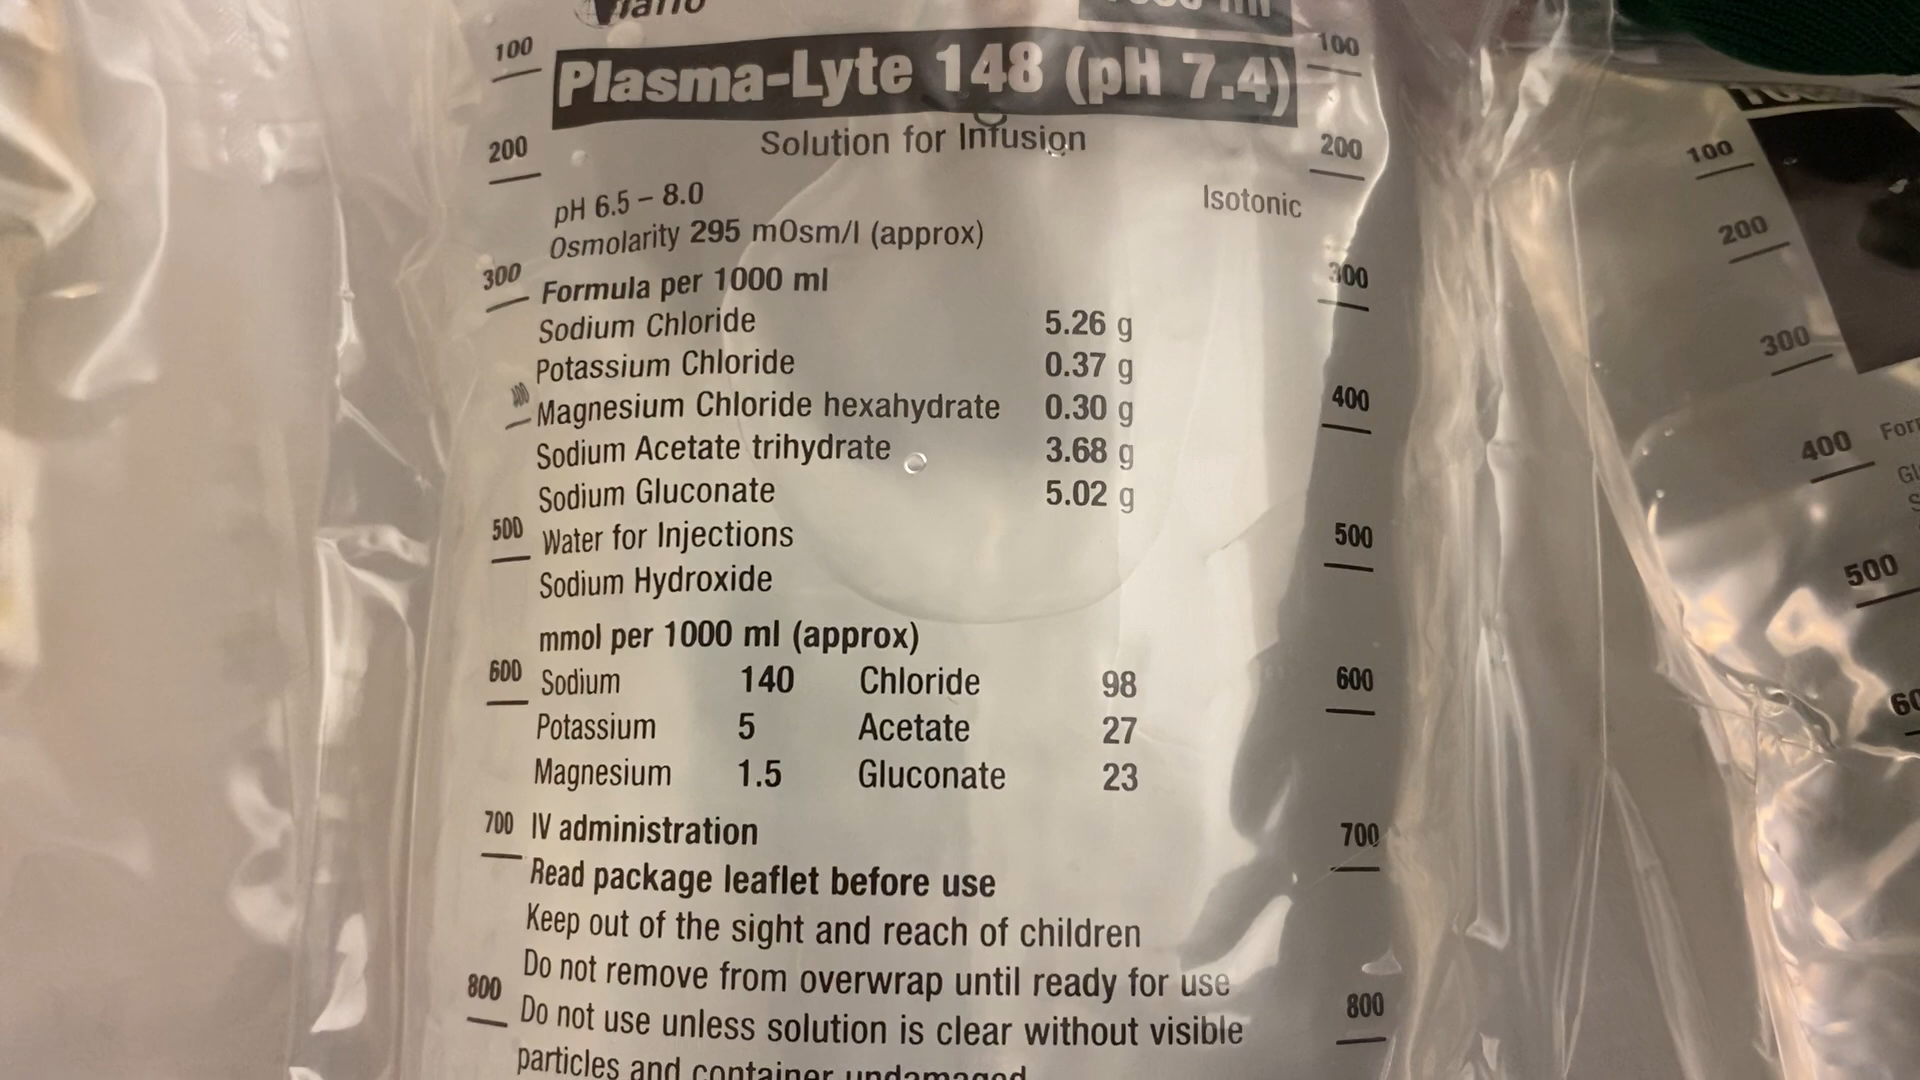 100
Plasma-Lyte 148 (pH 7.4)
100
200
Solution for Infusion
200
pH 6.5 – 8.0
Isotonic
Osmolarity 295 mOsm/l (approx)
300
Formula per 1000 ml
300
Sodium Chloride 5.26 g
Potassium Chloride 0.37 g
Magnesium Chloride hexahydrate 0.30 g
400
Sodium Acetate trihydrate 3.68 g
Sodium Gluconate 5.02 g
500
Water for Injections
500
Sodium Hydroxide
mmol per 1000 ml (approx)
600
Sodium 140 Chloride 98
600
Potassium 5 Acetate 27
Magnesium 1.5 Gluconate 23
700
IV administration
700
Read package leaflet before use
Keep out of the sight and reach of children
Do not remove from overwrap until ready for use
800
Do not use unless solution is clear without visible
800
particles and container undamaged
100
200
300
400
500